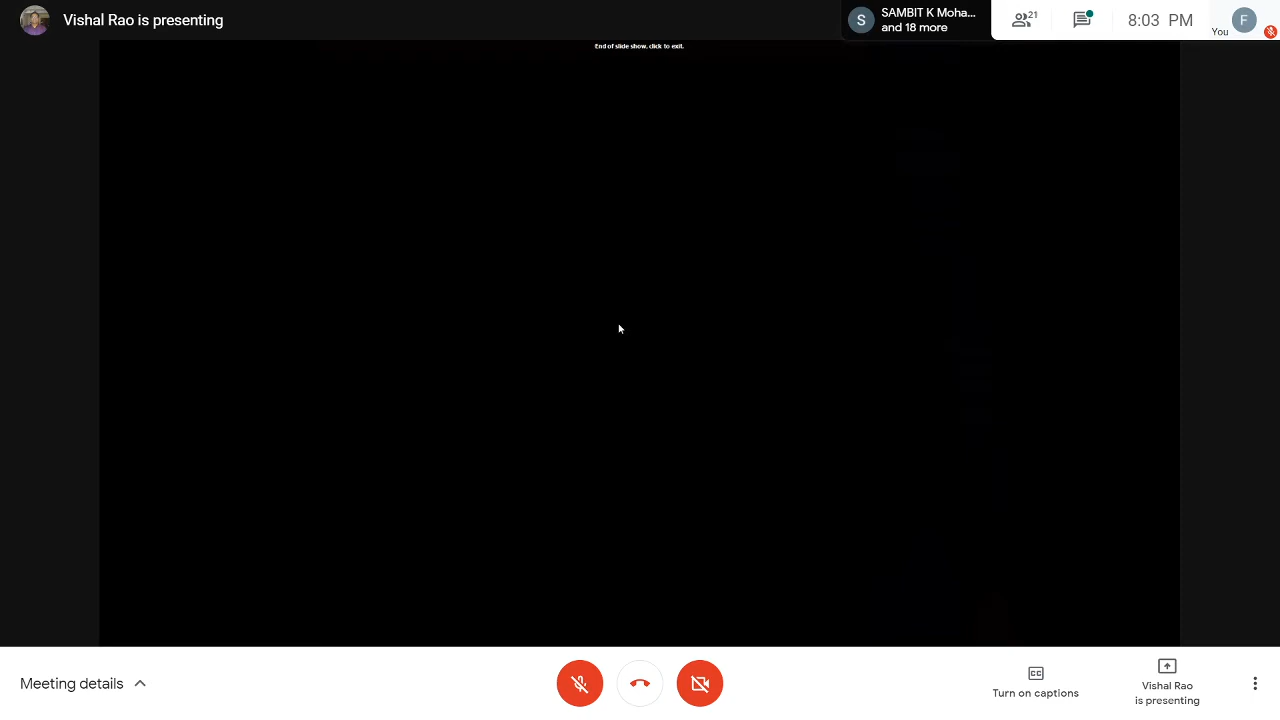 Vishal Rao is presenting
S
SAMBIT K Moha...
and 18 more
21
8:03 PM
You
F
End of slide show, click to exit.
Meeting details
CC
Turn on captions
Vishal Rao
is presenting